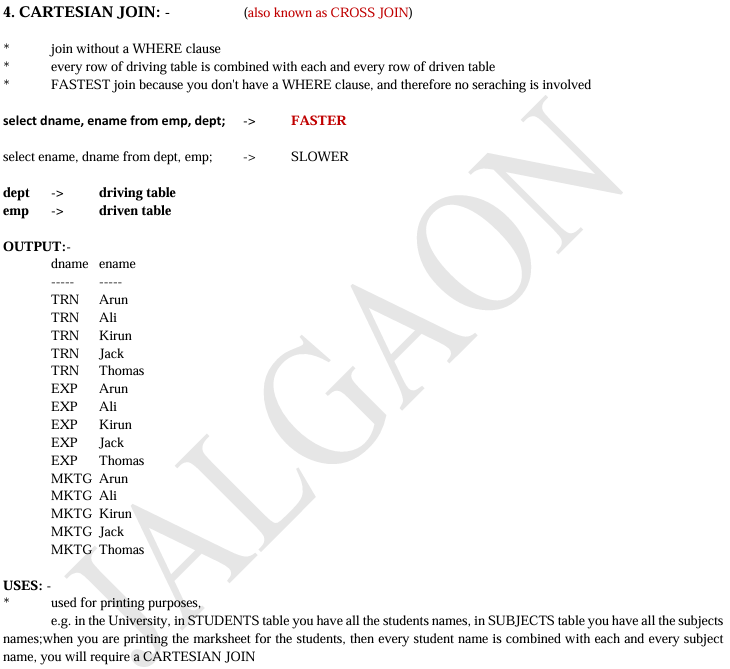 4. CARTESIAN JOIN: - (also known as CROSS JOIN)
* join without a WHERE clause
* every row of driving table is combined with each and every row of driven table
* FASTEST join because you don't have a WHERE clause, and therefore no seraching is involved
select dname, ename from emp, dept; -> FASTER
select ename, dname from dept, emp; -> SLOWER
dept -> driving table
emp -> driven table
OUTPUT:-
dname ename
----- -----
TRN Arun
TRN Ali
TRN Kirun
TRN Jack
TRN Thomas
EXP Arun
EXP Ali
EXP Kirun
EXP Jack
EXP Thomas
MKTG Arun
MKTG Ali
MKTG Kirun
MKTG Jack
MKTG Thomas
USES: -
* used for printing purposes,
e.g. in the University, in STUDENTS table you have all the students names, in SUBJECTS table you have all the subjects
names;when you are printing the marksheet for the students, then every student name is combined with each and every subject
name, you will require a CARTESIAN JOIN
JALGAON